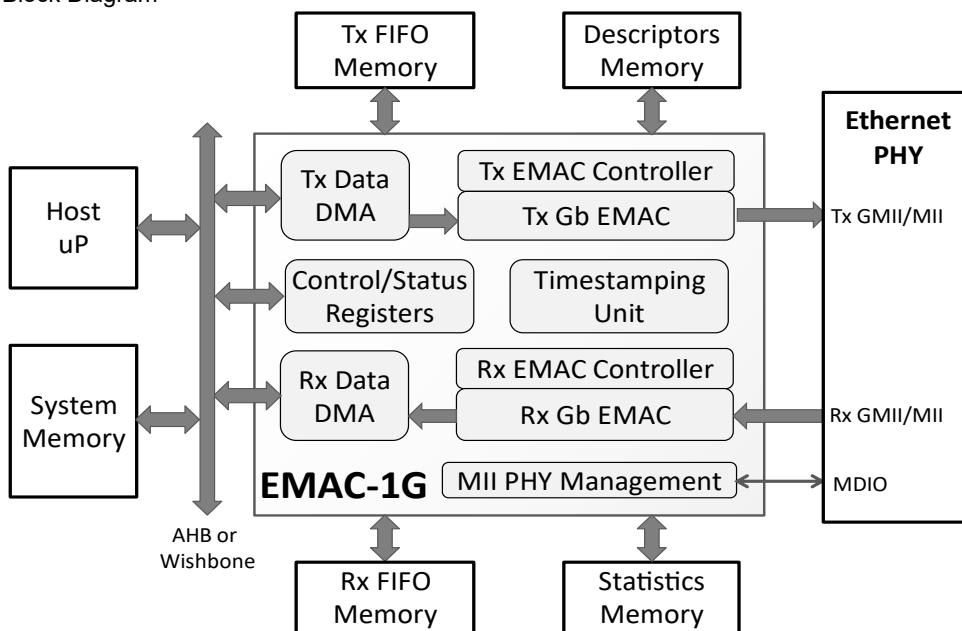 Block Diagram
Tx FIFO
Memory
Descriptors
Memory
Ethernet
PHY
Host
uP
Tx Data
DMA
Tx EMAC Controller
Tx Gb EMAC
Tx GMII/MII
Control/Status
Registers
Timestamping
Unit
System
Memory
Rx Data
DMA
Rx EMAC Controller
Rx Gb EMAC
Rx GMII/MII
EMAC-1G
MII PHY Management
MDIO
AHB or
Wishbone
Rx FIFO
Memory
Statistics
Memory